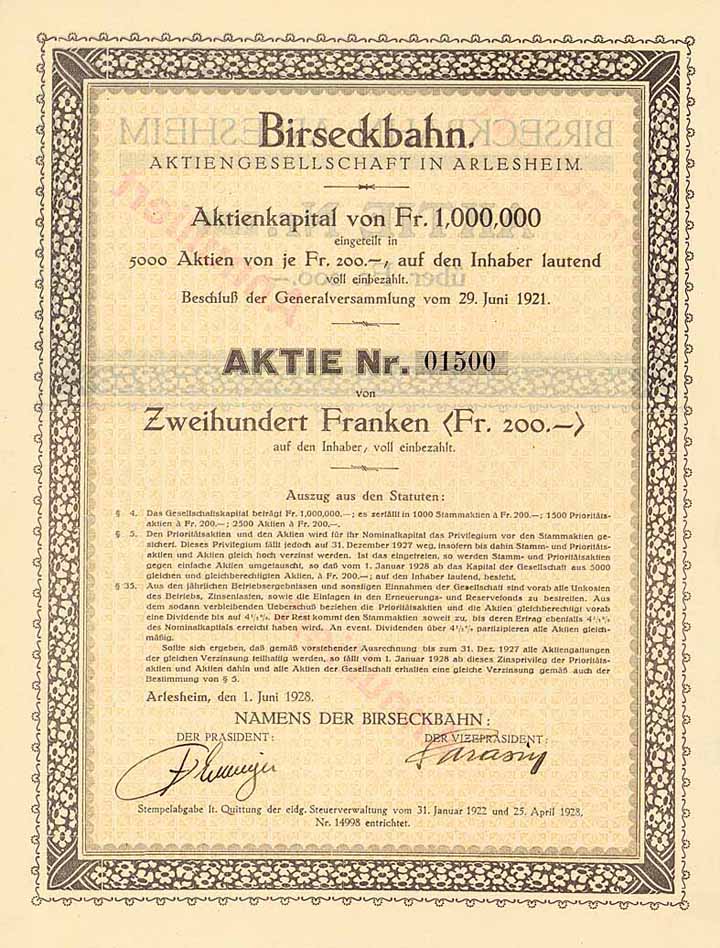 Birseckbahn.
AKTIENGESELLSCHAFT IN ARLESHEIM.
Aktienkapital von Fr. 1,000,000
eingeteilt in
5000 Aktien von je Fr. 200.—, auf den Inhaber lautend
voll einbezahlt.
Beschluß der Generalversammlung vom 29. Juni 1921.
AKTIE Nr. 01500
von
Zweihundert Franken (Fr. 200.—)
auf den Inhaber, voll einbezahlt.
Auszug aus den Statuten:
§ 4. Das Gesellschaftskapital beträgt Fr. 1,000,000.—; es zerfällt in 1000 Stammaktien à Fr. 200.—; 1500 Prioritäts-
aktien à Fr. 200.—; 2500 Aktien à Fr. 200.—.
§ 5. Den Prioritätsaktien und den Aktien wird für ihr Nominalkapital das Privilegium vor den Stammaktien ge-
sichert. Dieses Privilegium fällt jedoch auf 31. Dezember 1927 weg, insofern bis dahin Stamm- und Prioritäts-
aktien und Aktien gleich hoch verzinst werden. Ist das eingetreten, so werden Stamm- und Prioritätsaktien
gegen einfache Aktien umgetauscht, so daß vom 1. Januar 1928 ab das Kapital der Gesellschaft aus 5000
gleichen und gleichberechtigten Aktien, à Fr. 200.—; auf den Inhaber lautend, besteht.
§ 35. Aus den jährlichen Betriebsergebnissen und sonstigen Einnahmen der Gesellschaft sind vorab alle Unkosten
des Betriebs, Zinsenlasten, sowie die Einlagen in den Erneuerungs- und Reservefonds zu bestreiten. Aus
dem sodann verbleibenden Ueberschuß beziehen die Prioritätsaktien und die Aktien gleichberechtigt vorab
eine Dividende bis auf 4½%. Der Rest kommt den Stammaktien soweit zu, bis deren Ertrag ebenfalls 4½%
des Nominalkapitals erreicht haben wird. An event. Dividenden über 4½% partizipieren alle Aktien gleich-
mäßig.
Sollte sich ergeben, daß gemäß vorstehender Ausrechnung bis zum 31. Dez. 1927 alle Aktiengattungen
der gleichen Verzinsung teilhaftig werden, so fällt vom 1. Januar 1928 ab dieses Zinsprivileg der Prioritäts-
aktien und Aktien dahin und alle Aktien der Gesellschaft erhalten eine gleiche Verzinsung gemäß auch der
Bestimmung von § 5.
Arlesheim, den 1. Juni 1928.
NAMENS DER BIRSECKBAHN:
DER PRÄSIDENT: DER VIZEPRÄSIDENT:
Stempelabgabe lt. Quittung der eidg. Steuerverwaltung vom 31. Januar 1922 und 25. April 1928,
Nr. 14998 entrichtet.